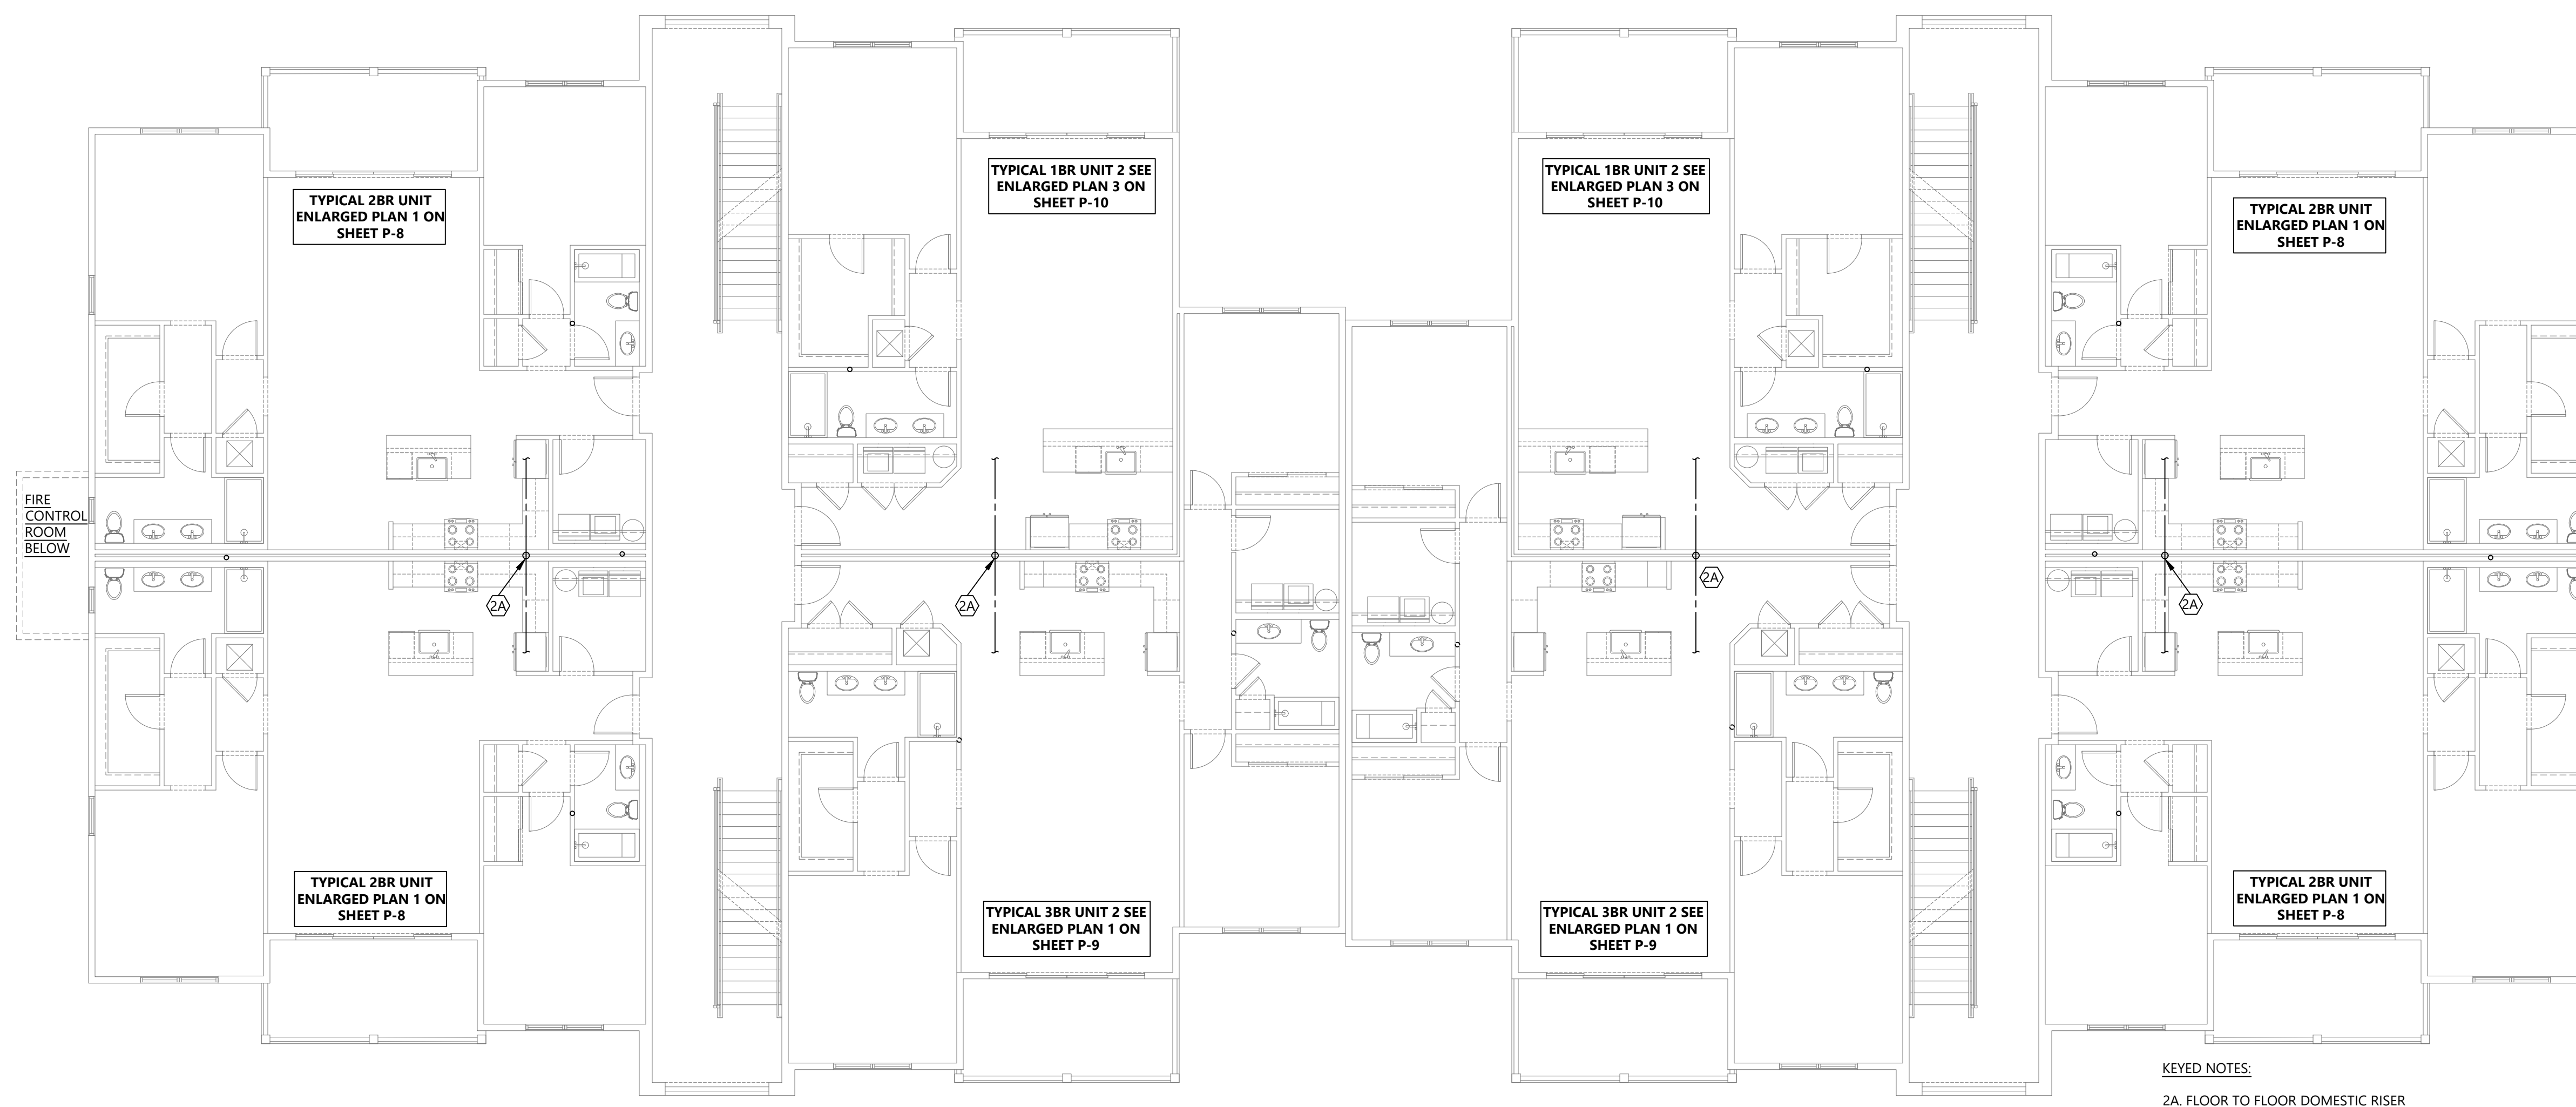 TYPICAL 1BR UNIT 2 SEE
ENLARGED PLAN 3 ON
SHEET P-10
TYPICAL 1BR UNIT 2 SEE
ENLARGED PLAN 3 ON
SHEET P-10
TYPICAL 2BR UNIT
ENLARGED PLAN 1 ON
SHEET P-8
TYPICAL 2BR UNIT
ENLARGED PLAN 1 ON
SHEET P-8
FIRE
CONTROL
ROOM
BELOW
2A
2A
2A
2A
TYPICAL 2BR UNIT
ENLARGED PLAN 1 ON
SHEET P-8
TYPICAL 3BR UNIT 2 SEE
ENLARGED PLAN 1 ON
SHEET P-9
TYPICAL 3BR UNIT 2 SEE
ENLARGED PLAN 1 ON
SHEET P-9
TYPICAL 2BR UNIT
ENLARGED PLAN 1 ON
SHEET P-8
KEYED NOTES:
2A. FLOOR TO FLOOR DOMESTIC RISER